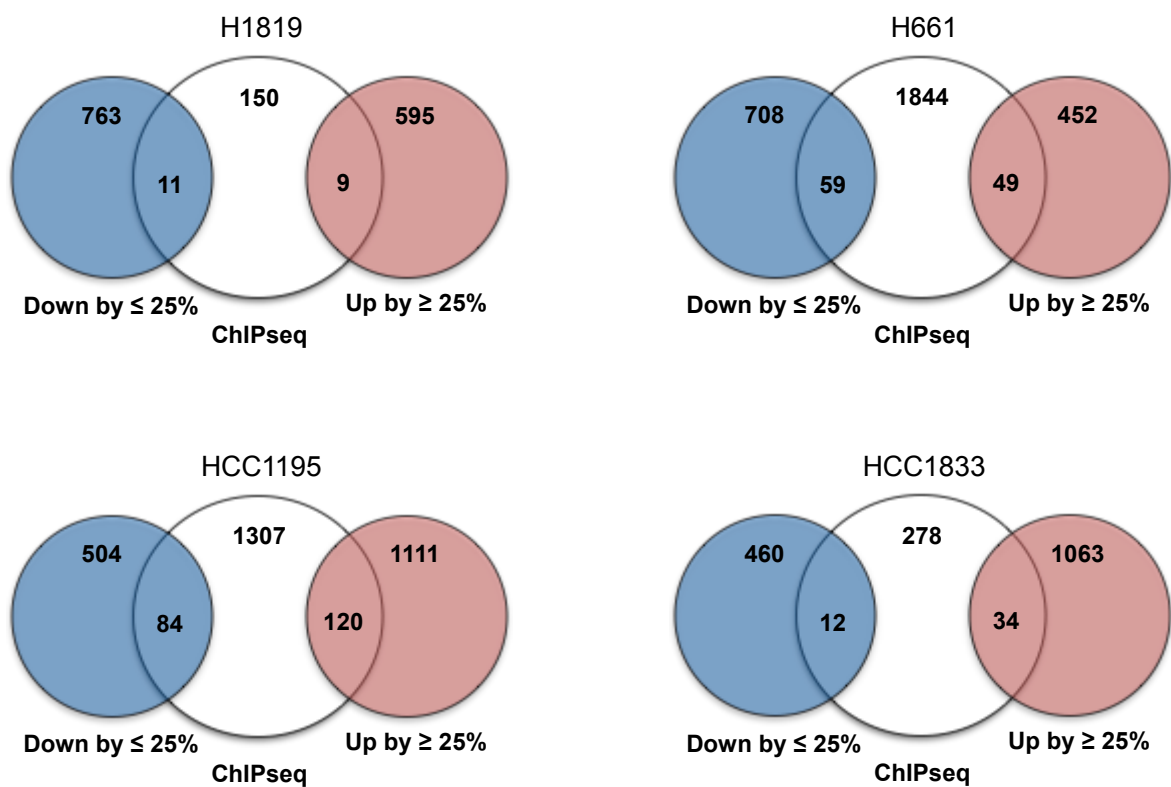 H1819
763
150
595
11
9
Down by ≤ 25%
Up by ≥ 25%
ChIPseq
H661
708
1844
452
59
49
Down by ≤ 25%
Up by ≥ 25%
ChIPseq
HCC1195
504
1307
1111
84
120
Down by ≤ 25%
Up by ≥ 25%
ChIPseq
HCC1833
460
278
1063
12
34
Down by ≤ 25%
Up by ≥ 25%
ChIPseq